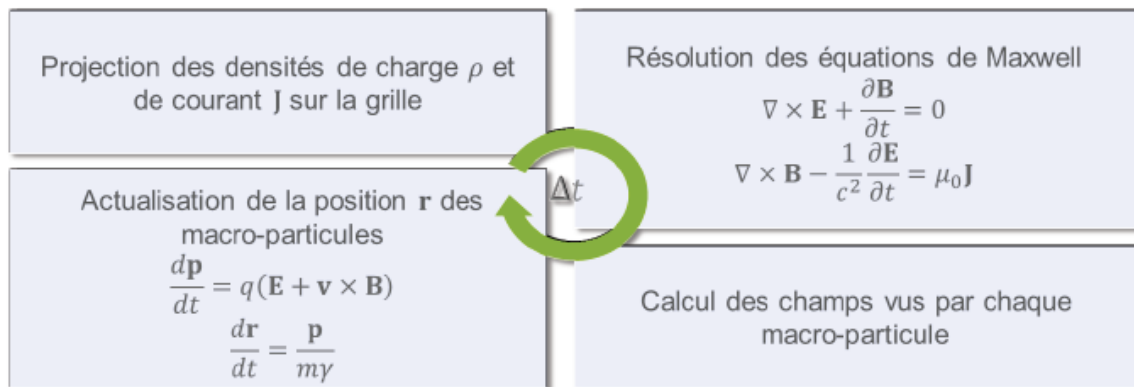 Projection des densités de charge ρ et
de courant J sur la grille
Résolution des équations de Maxwell
∇ × E + ∂B/∂t = 0
∇ × B − 1/c² ∂E/∂t = μ₀J
Δt
Actualisation de la position r des
macro-particules
dp/dt = q(E + v × B)
dr/dt = p/mγ
Calcul des champs vus par chaque
macro-particule